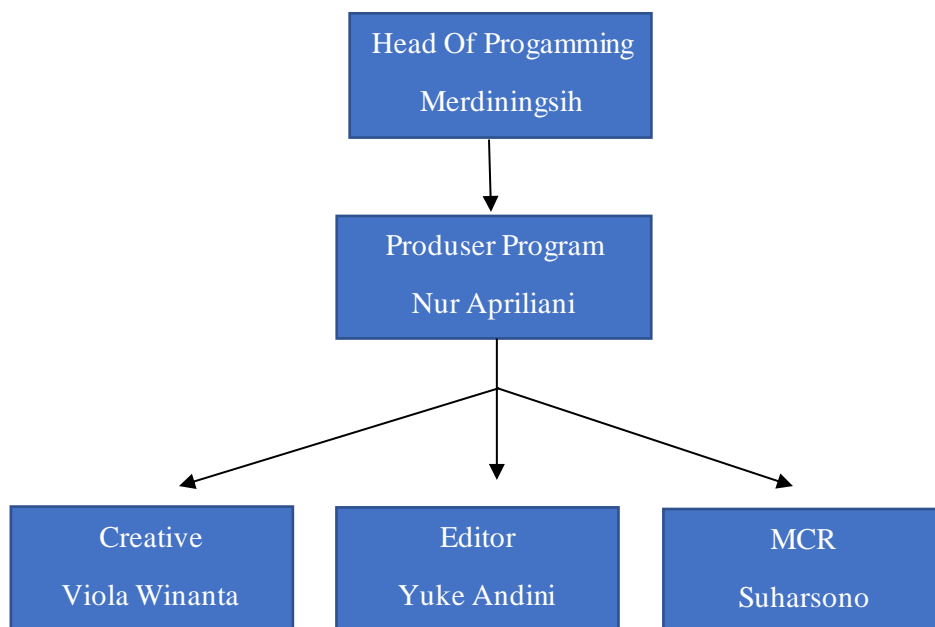 Head Of Progamming
Merdiningsih
Produser Program
Nur Apriliani
Creative
Viola Winanta
Editor
Yuke Andini
MCR
Suharsono